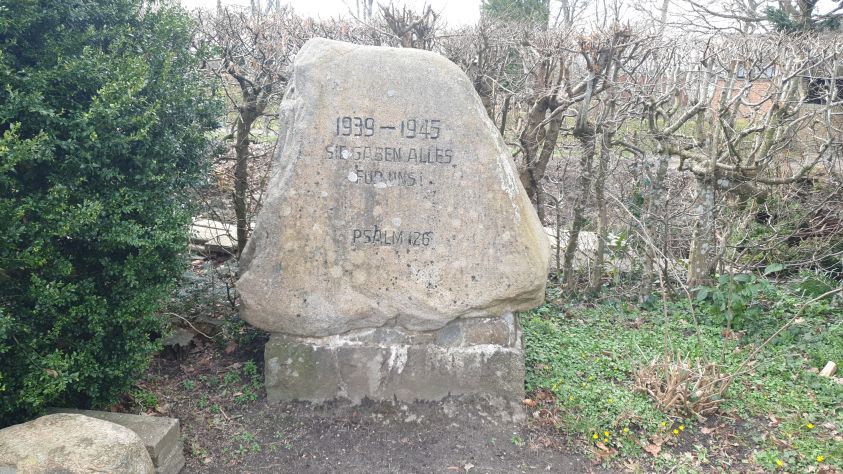 1939 – 1945
SIE GABEN ALLES
FÜR UNS!
PSALM 126